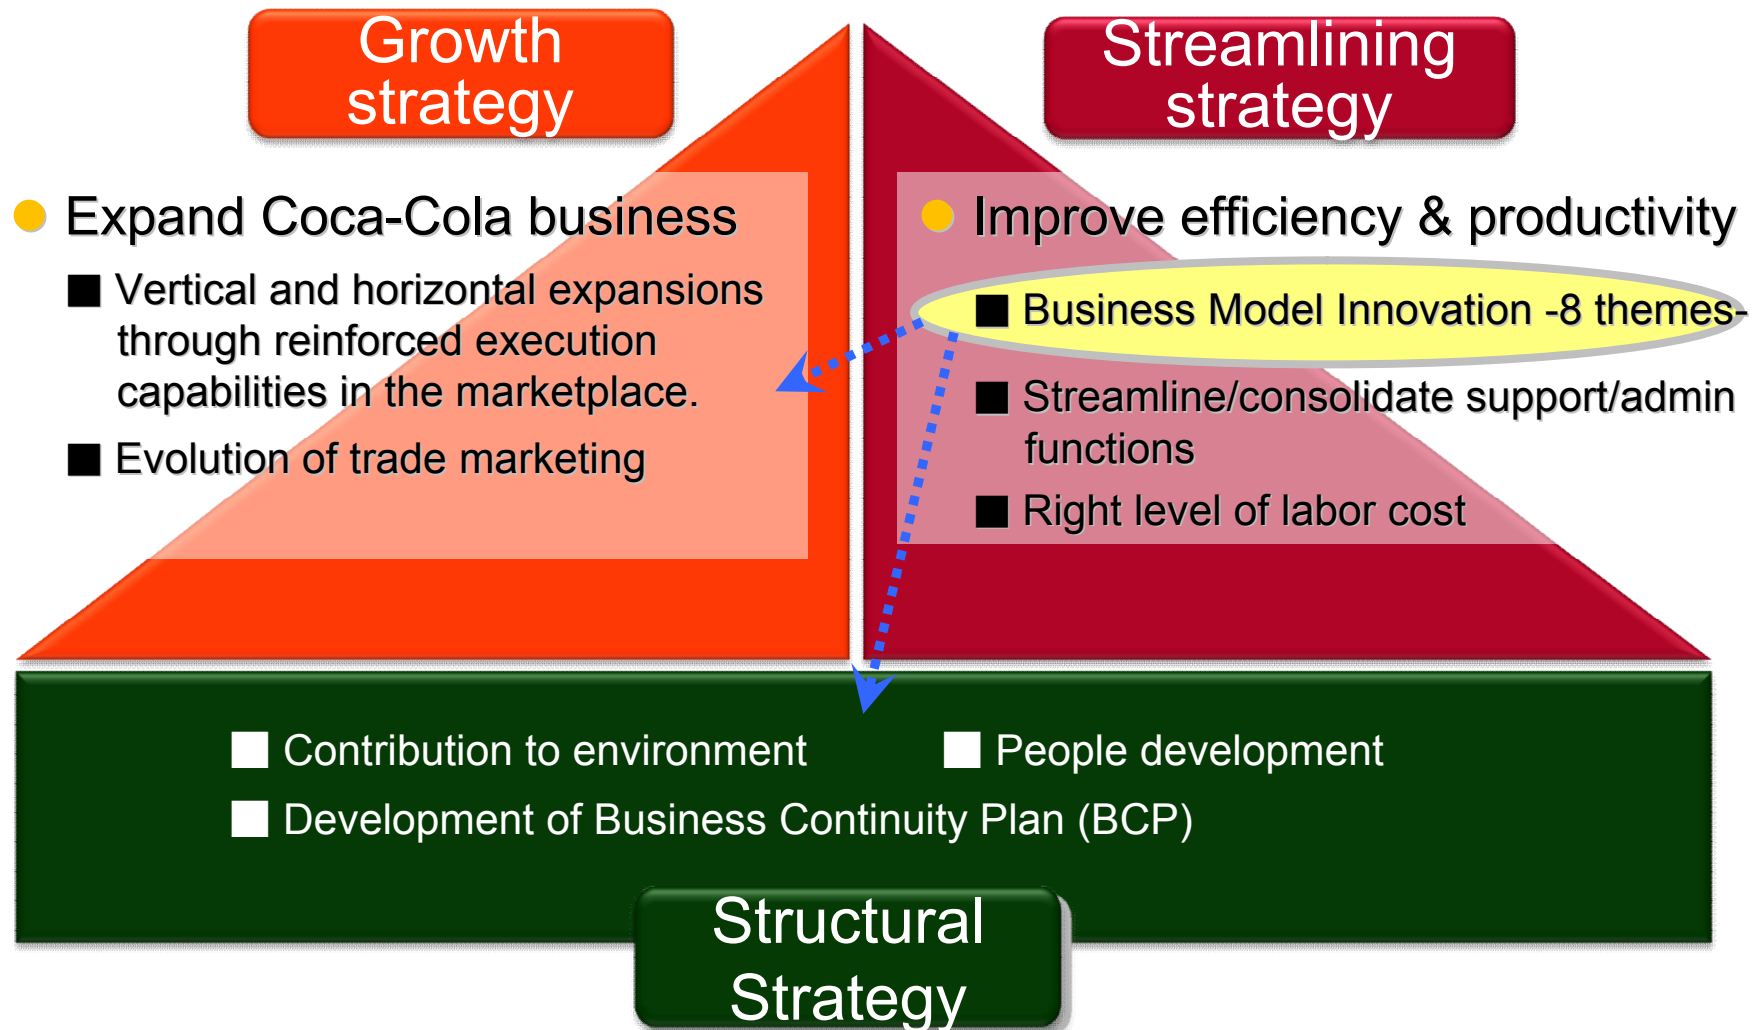 Growth
strategy
Streamlining
strategy
● Expand Coca-Cola business
■ Vertical and horizontal expansions
through reinforced execution
capabilities in the marketplace.
■ Evolution of trade marketing
● Improve efficiency & productivity
■ Business Model Innovation -8 themes-
■ Streamline/consolidate support/admin
functions
■ Right level of labor cost
■ Contribution to environment
■ People development
■ Development of Business Continuity Plan (BCP)
Structural
Strategy